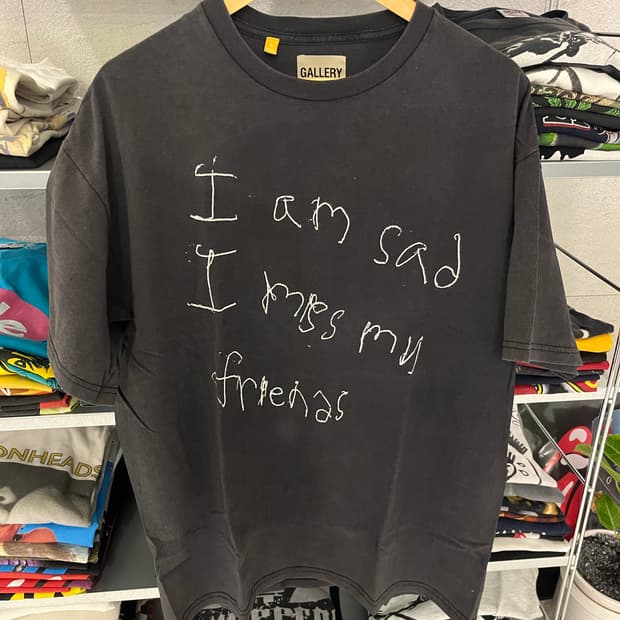 GALLERY
I am sad
I miss my
friends
ONHEADS